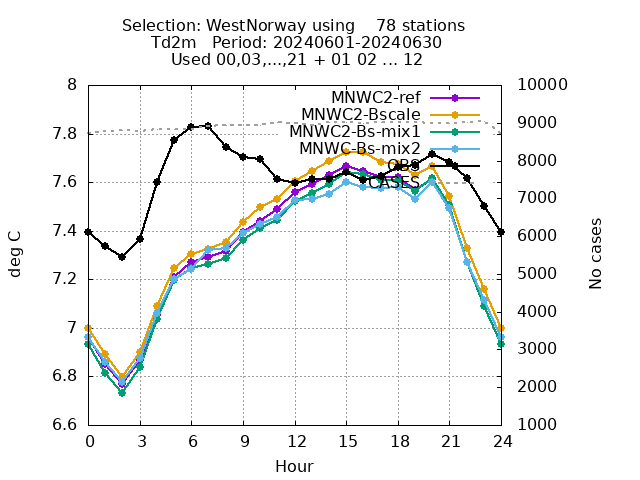 Selection: WestNorway using    78 stations
Td2m   Period: 20240601-20240630
Used 00,03,...,21 + 01 02 ... 12
8 10000
MNWC2-ref
MNWC2-Bscale
7.8 9000
MNWC2-Bs-mix1
MNWC-Bs-mix2
8000
OBS
7.6 CASES
7000
7.4 6000
deg C
No cases
7.2 5000
4000
7
3000
6.8 2000
6.6 1000
0 3 6 9 12 15 18 21 24
Hour